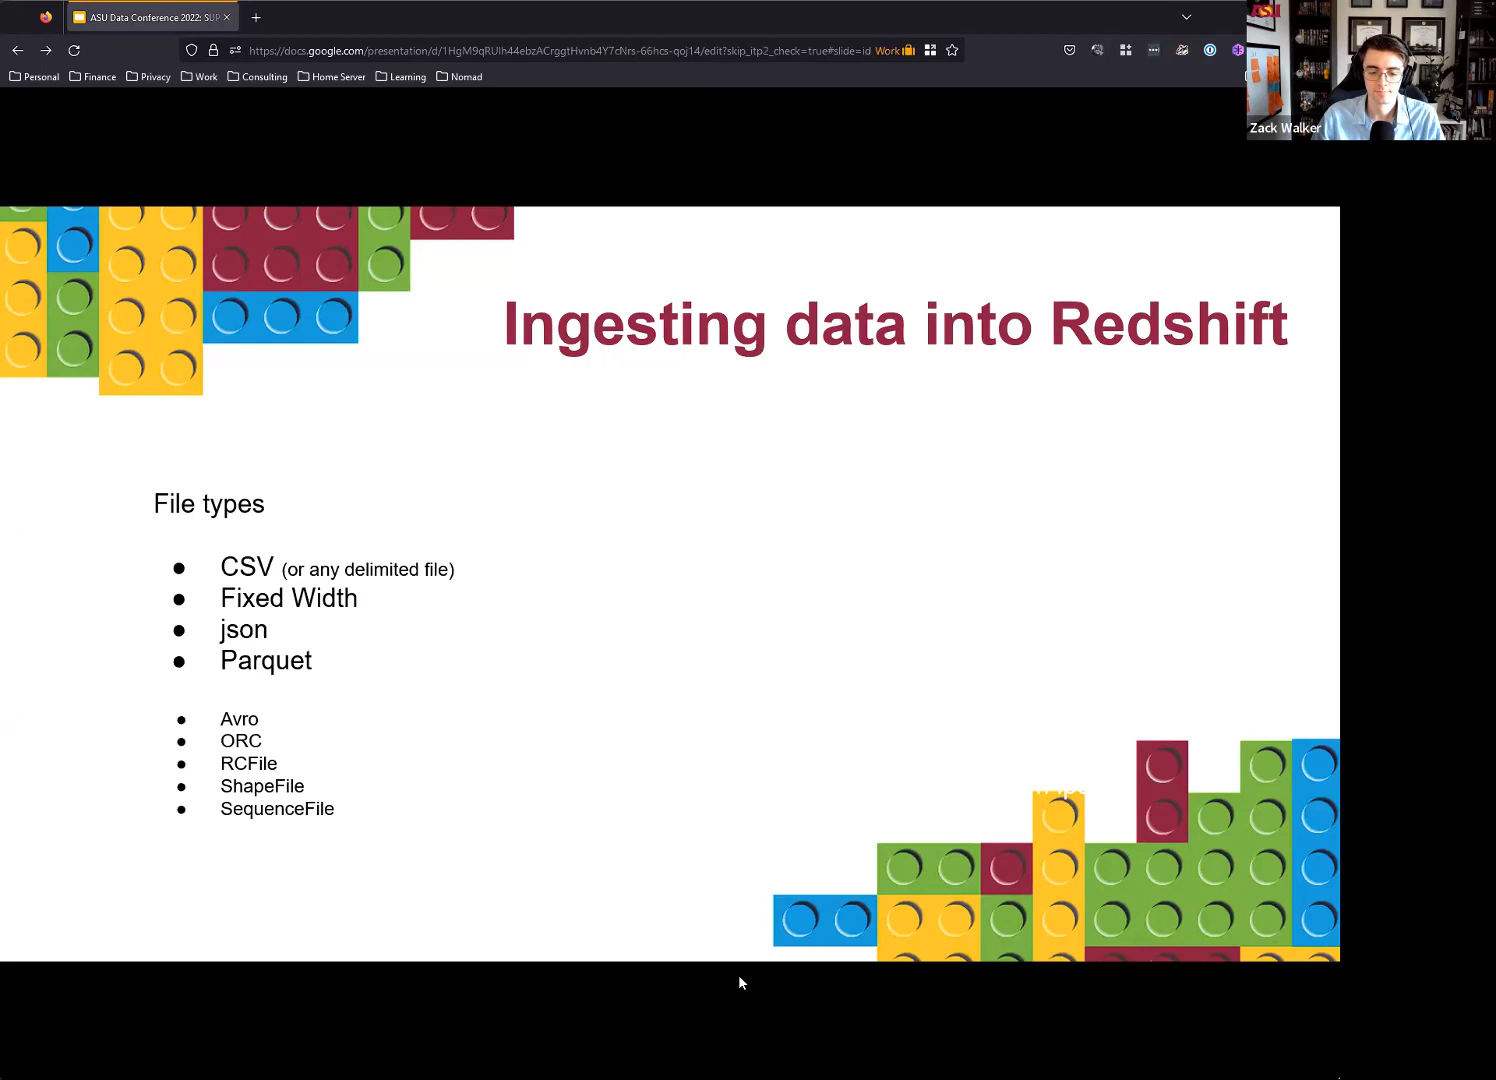 ASU Data Conference 2022: SUP
https://docs.google.com/presentation/d/1HgM9qRUlh44ebzACrggtHvnb4Y7cNrs-66hcs-qoj14/edit?skip_itp2_check=true#slide=id
Work
Personal
Finance
Privacy
Work
Consulting
Home Server
Learning
Nomad
ASU
Zack Walker
Ingesting data into Redshift
File types
● CSV (or any delimited file)
● Fixed Width
● json
● Parquet
● Avro
● ORC
● RCFile
● ShapeFile
● SequenceFile